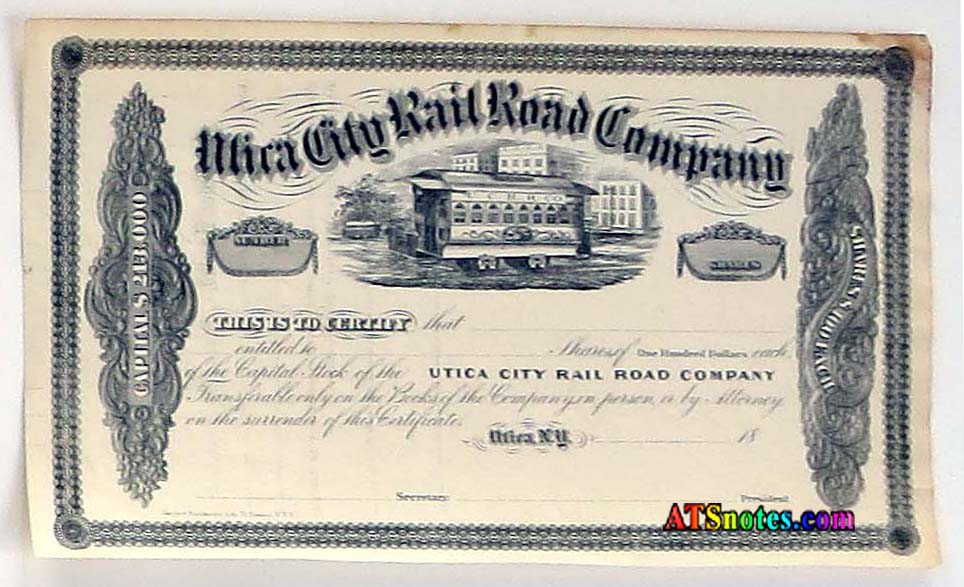 Utica City Rail Road Company
U. C. R. R. CO.
NUMBER
SHARES
CAPITAL $248,000
SHARES $100 EACH
THIS IS TO CERTIFY that
entitled to Shares of One Hundred Dollars each
of the Capital Stock of the UTICA CITY RAIL ROAD COMPANY
Transferable only on the Books of the Company, in person, or by Attorney
on the surrender of this Certificate.
Utica, N.Y. 18
Secretary President
ATSnotes.com